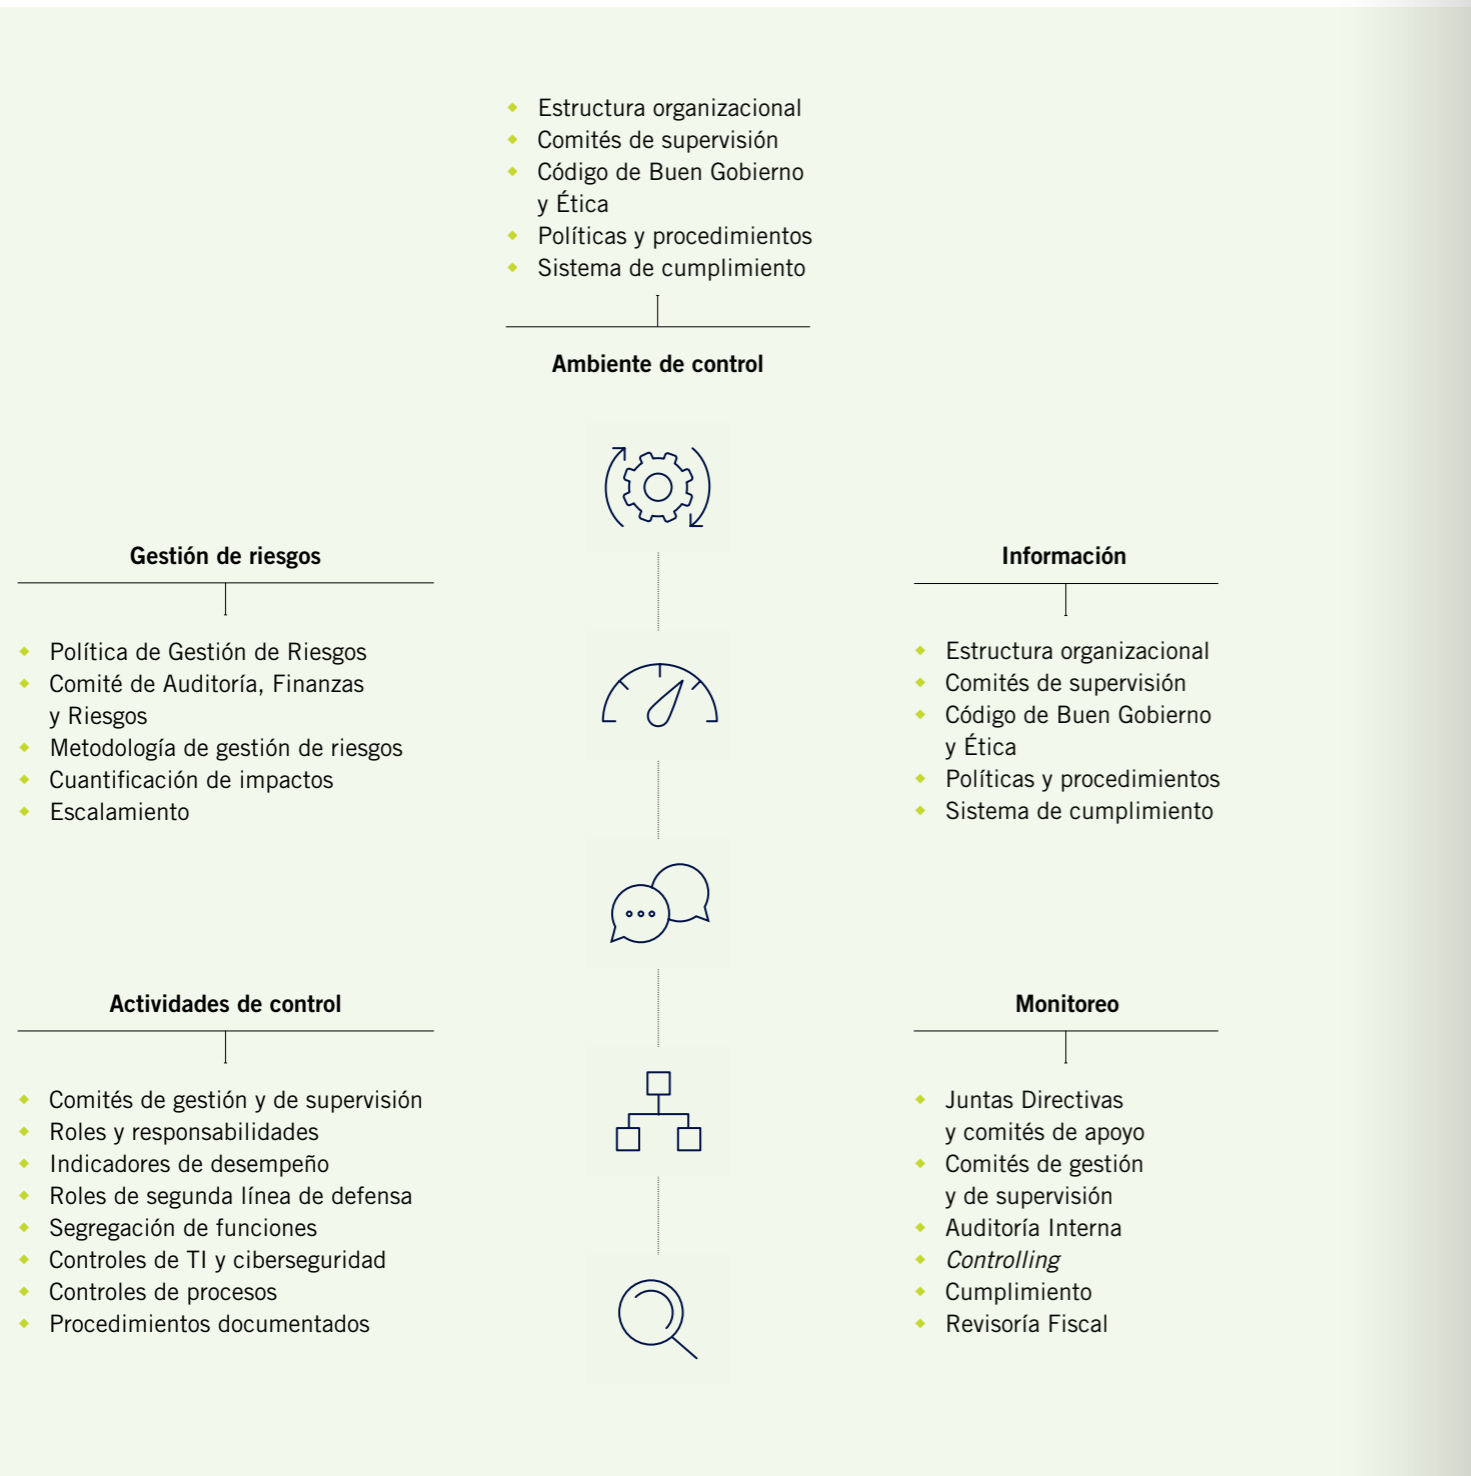 Estructura organizacional
Comités de supervisión
Código de Buen Gobierno
y Ética
Políticas y procedimientos
Sistema de cumplimiento
Ambiente de control
Gestión de riesgos
Política de Gestión de Riesgos
Comité de Auditoría, Finanzas
y Riesgos
Metodología de gestión de riesgos
Cuantificación de impactos
Escalamiento
Información
Estructura organizacional
Comités de supervisión
Código de Buen Gobierno
y Ética
Políticas y procedimientos
Sistema de cumplimiento
Actividades de control
Comités de gestión y de supervisión
Roles y responsabilidades
Indicadores de desempeño
Roles de segunda línea de defensa
Segregación de funciones
Controles de TI y ciberseguridad
Controles de procesos
Procedimientos documentados
Monitoreo
Juntas Directivas
y comités de apoyo
Comités de gestión
y de supervisión
Auditoría Interna
Controlling
Cumplimiento
Revisoría Fiscal